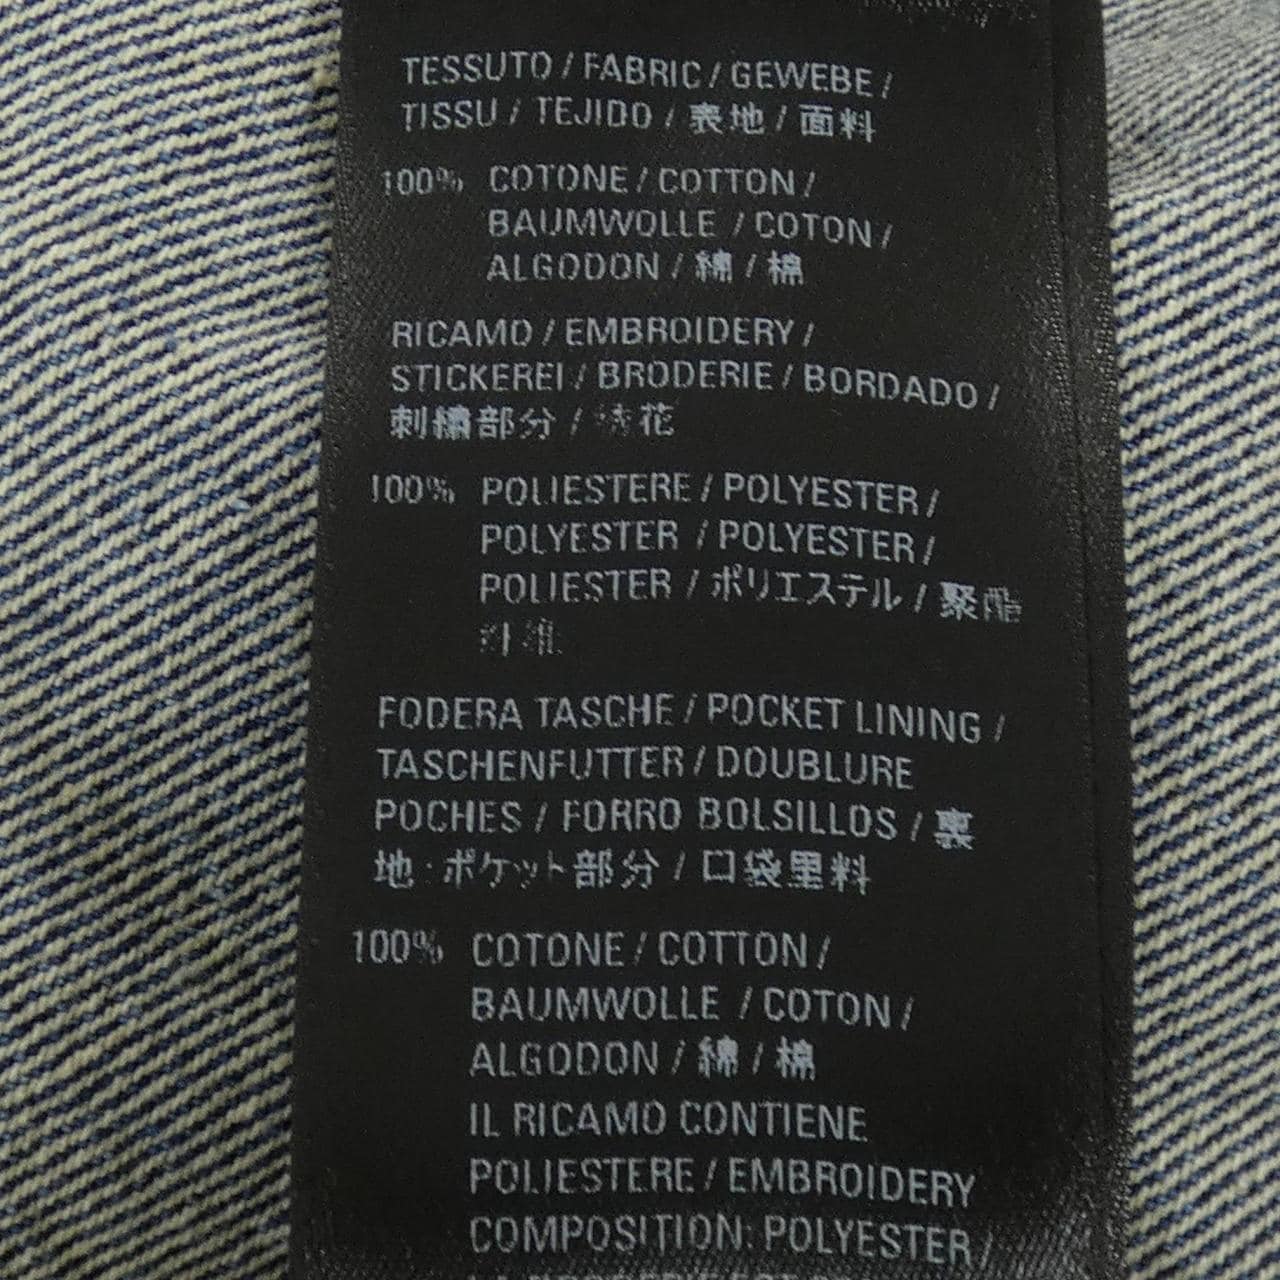 TESSUTO / FABRIC / GEWEBE /
TISSU / TEJIDO / 表地 / 面料
100% COTONE / COTTON /
BAUMWOLLE / COTON /
ALGODON / 綿 / 棉
RICAMO / EMBROIDERY /
STICKEREI / BRODERIE / BORDADO /
刺繍部分 / 绣花
100% POLIESTERE / POLYESTER /
POLYESTER / POLYESTER /
POLIESTER / ポリエステル / 聚酯
FODERA TASCHE / POCKET LINING /
TASCHENFUTTER / DOUBLURE
POCHES / FORRO BOLSILLOS / 裏
地・ポケット部分 / 口袋里料
100% COTONE / COTTON /
BAUMWOLLE / COTON /
ALGODON / 綿 / 棉
IL RICAMO CONTIENE
POLIESTERE / EMBROIDERY
COMPOSITION: POLYESTER /